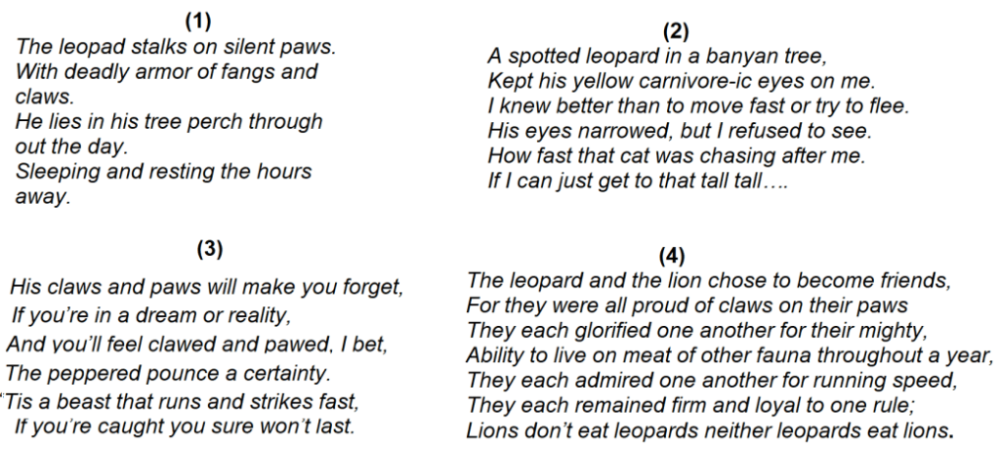 (1)
The leopad stalks on silent paws.
With deadly armor of fangs and
claws.
He lies in his tree perch through
out the day.
Sleeping and resting the hours
away.
(2)
A spotted leopard in a banyan tree,
Kept his yellow carnivore-ic eyes on me.
I knew better than to move fast or try to flee.
His eyes narrowed, but I refused to see.
How fast that cat was chasing after me.
If I can just get to that tall tall….
(3)
His claws and paws will make you forget,
If you're in a dream or reality,
And you'll feel clawed and pawed, I bet,
The peppered pounce a certainty.
'Tis a beast that runs and strikes fast,
If you're caught you sure won't last.
(4)
The leopard and the lion chose to become friends,
For they were all proud of claws on their paws
They each glorified one another for their mighty,
Ability to live on meat of other fauna throughout a year,
They each admired one another for running speed,
They each remained firm and loyal to one rule;
Lions don't eat leopards neither leopards eat lions.